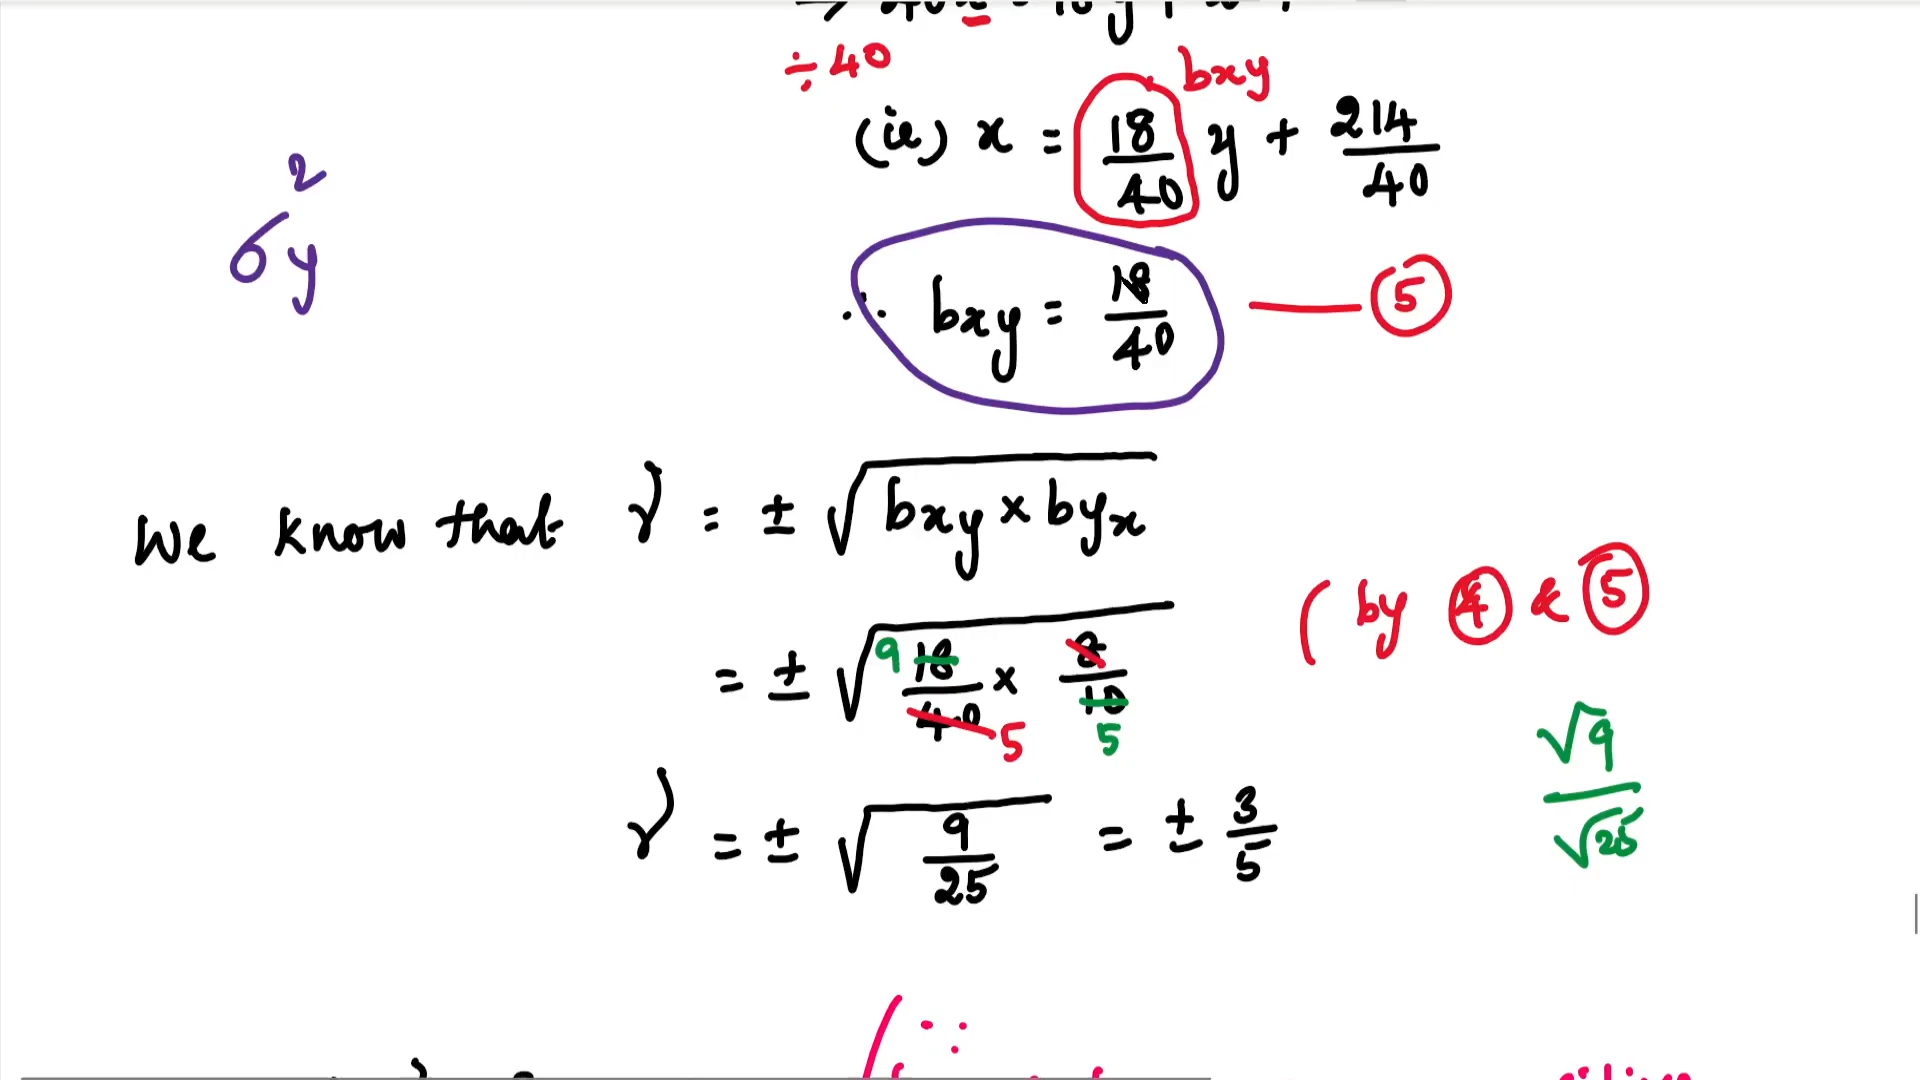 ÷40
bxy
(ie) x = 18/40 y + 214/40
σy²
∴ bxy = 18/40 —— ⑤
We know that γ = ± √(bxy × byx)
= ± √(18/40 × 8/10) (by ④ & ⑤
9 5 5
√9/√25
γ = ± √(9/25) = ± 3/5